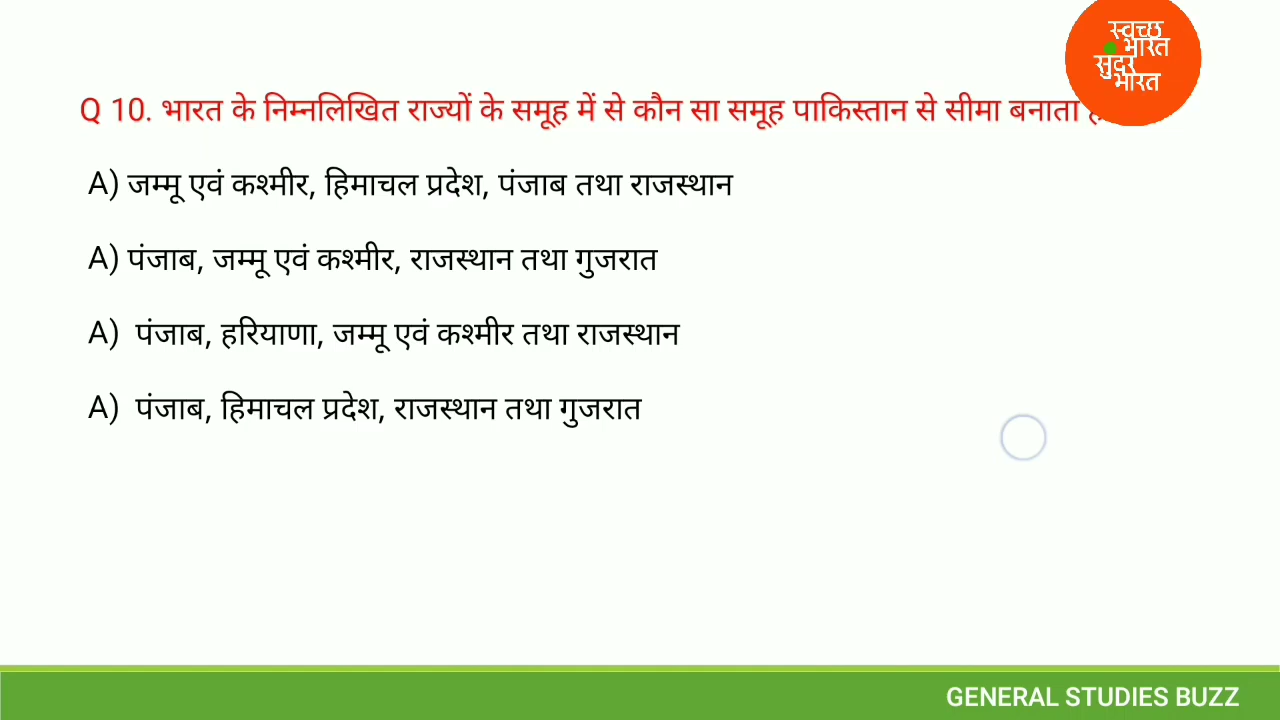 स्वच्छ
भारत
सुंदर
भारत
Q 10. भारत के निम्नलिखित राज्यों के समूह में से कौन सा समूह पाकिस्तान से सीमा बनाता
A) जम्मू एवं कश्मीर, हिमाचल प्रदेश, पंजाब तथा राजस्थान
A) पंजाब, जम्मू एवं कश्मीर, राजस्थान तथा गुजरात
A) पंजाब, हरियाणा, जम्मू एवं कश्मीर तथा राजस्थान
A) पंजाब, हिमाचल प्रदेश, राजस्थान तथा गुजरात
GENERAL STUDIES BUZZ